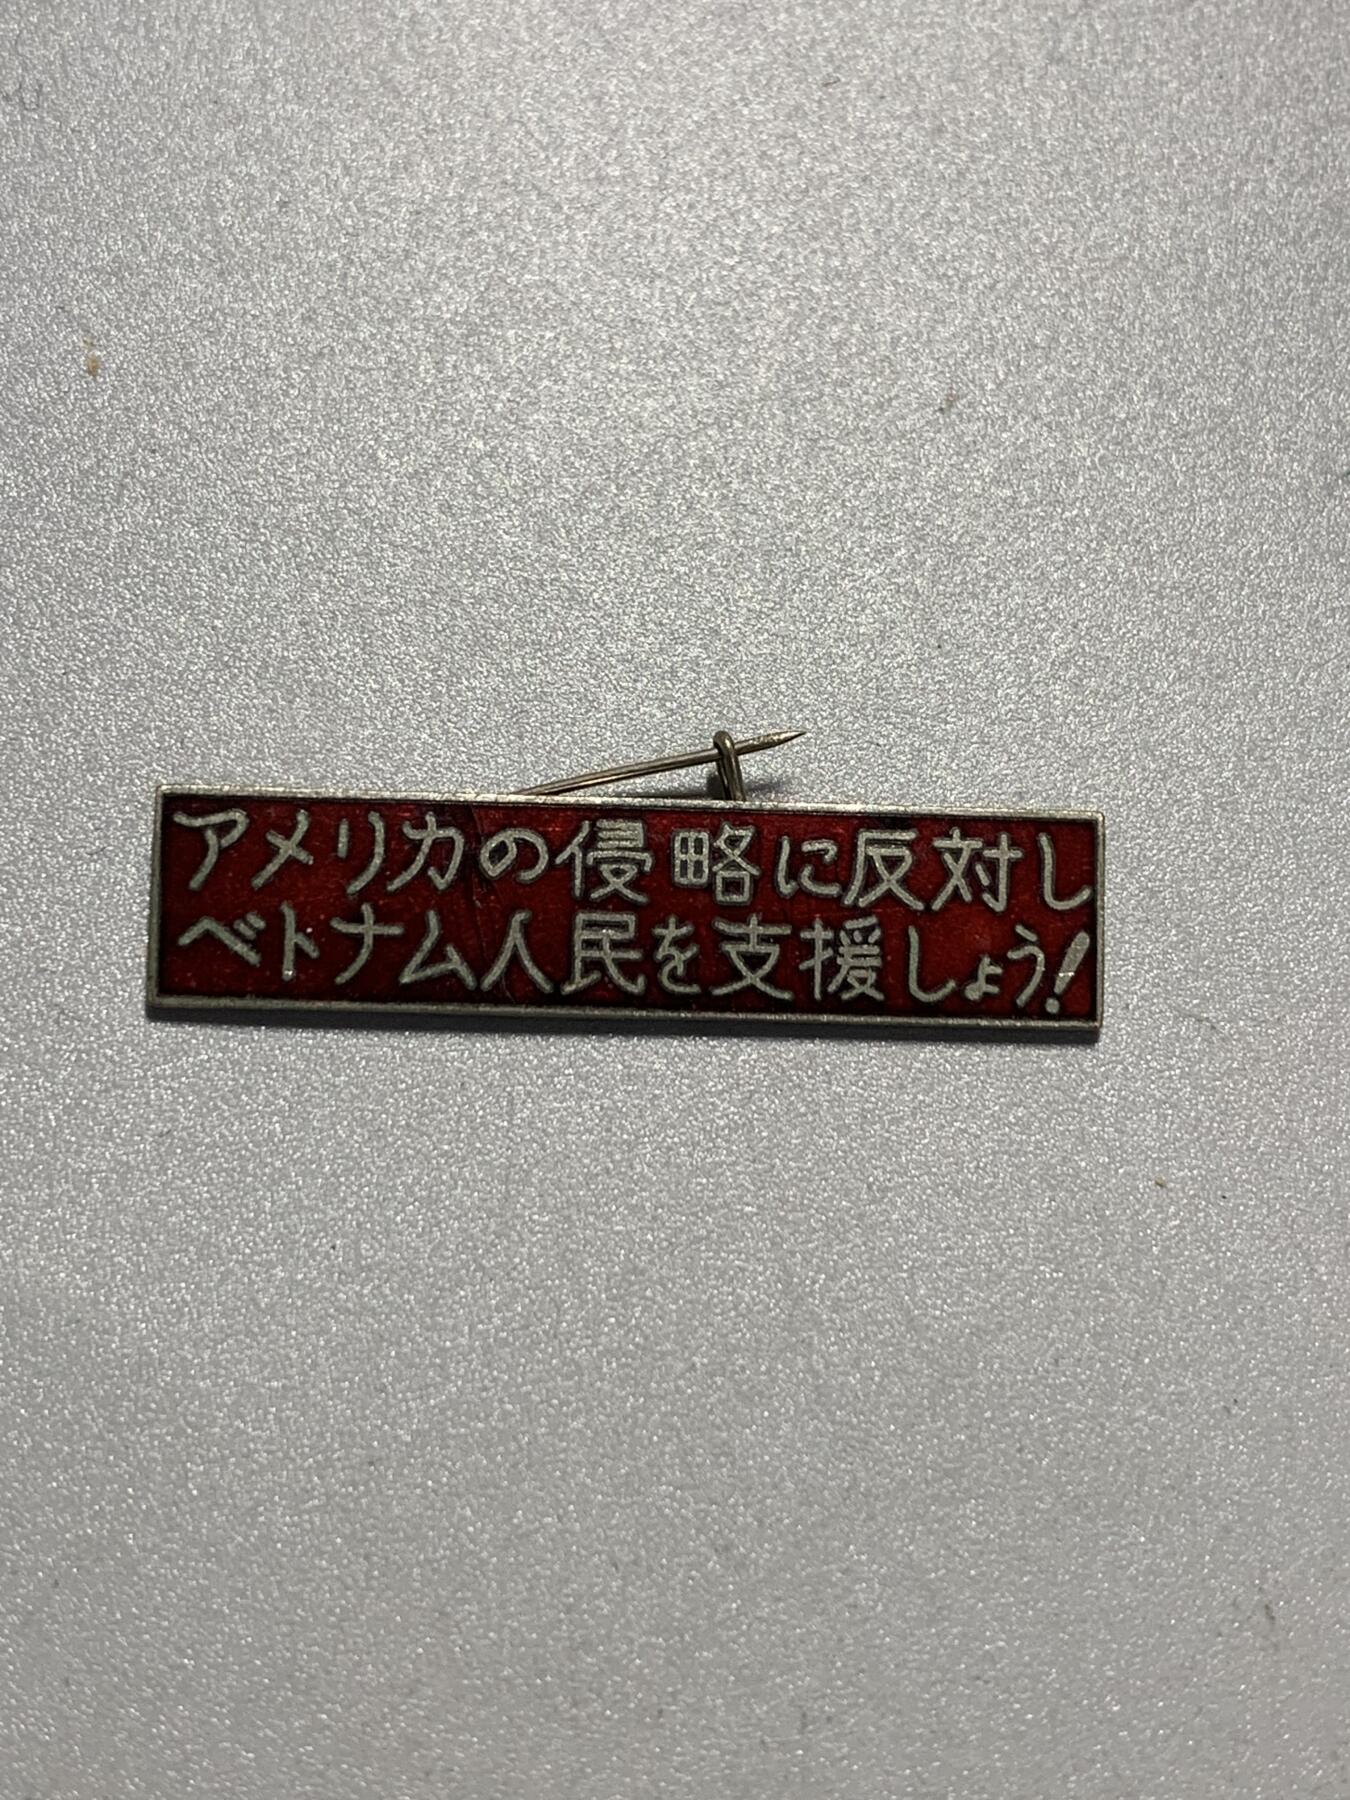 アメリカの侵略に反対し
ベトナム人民を支援しょう!